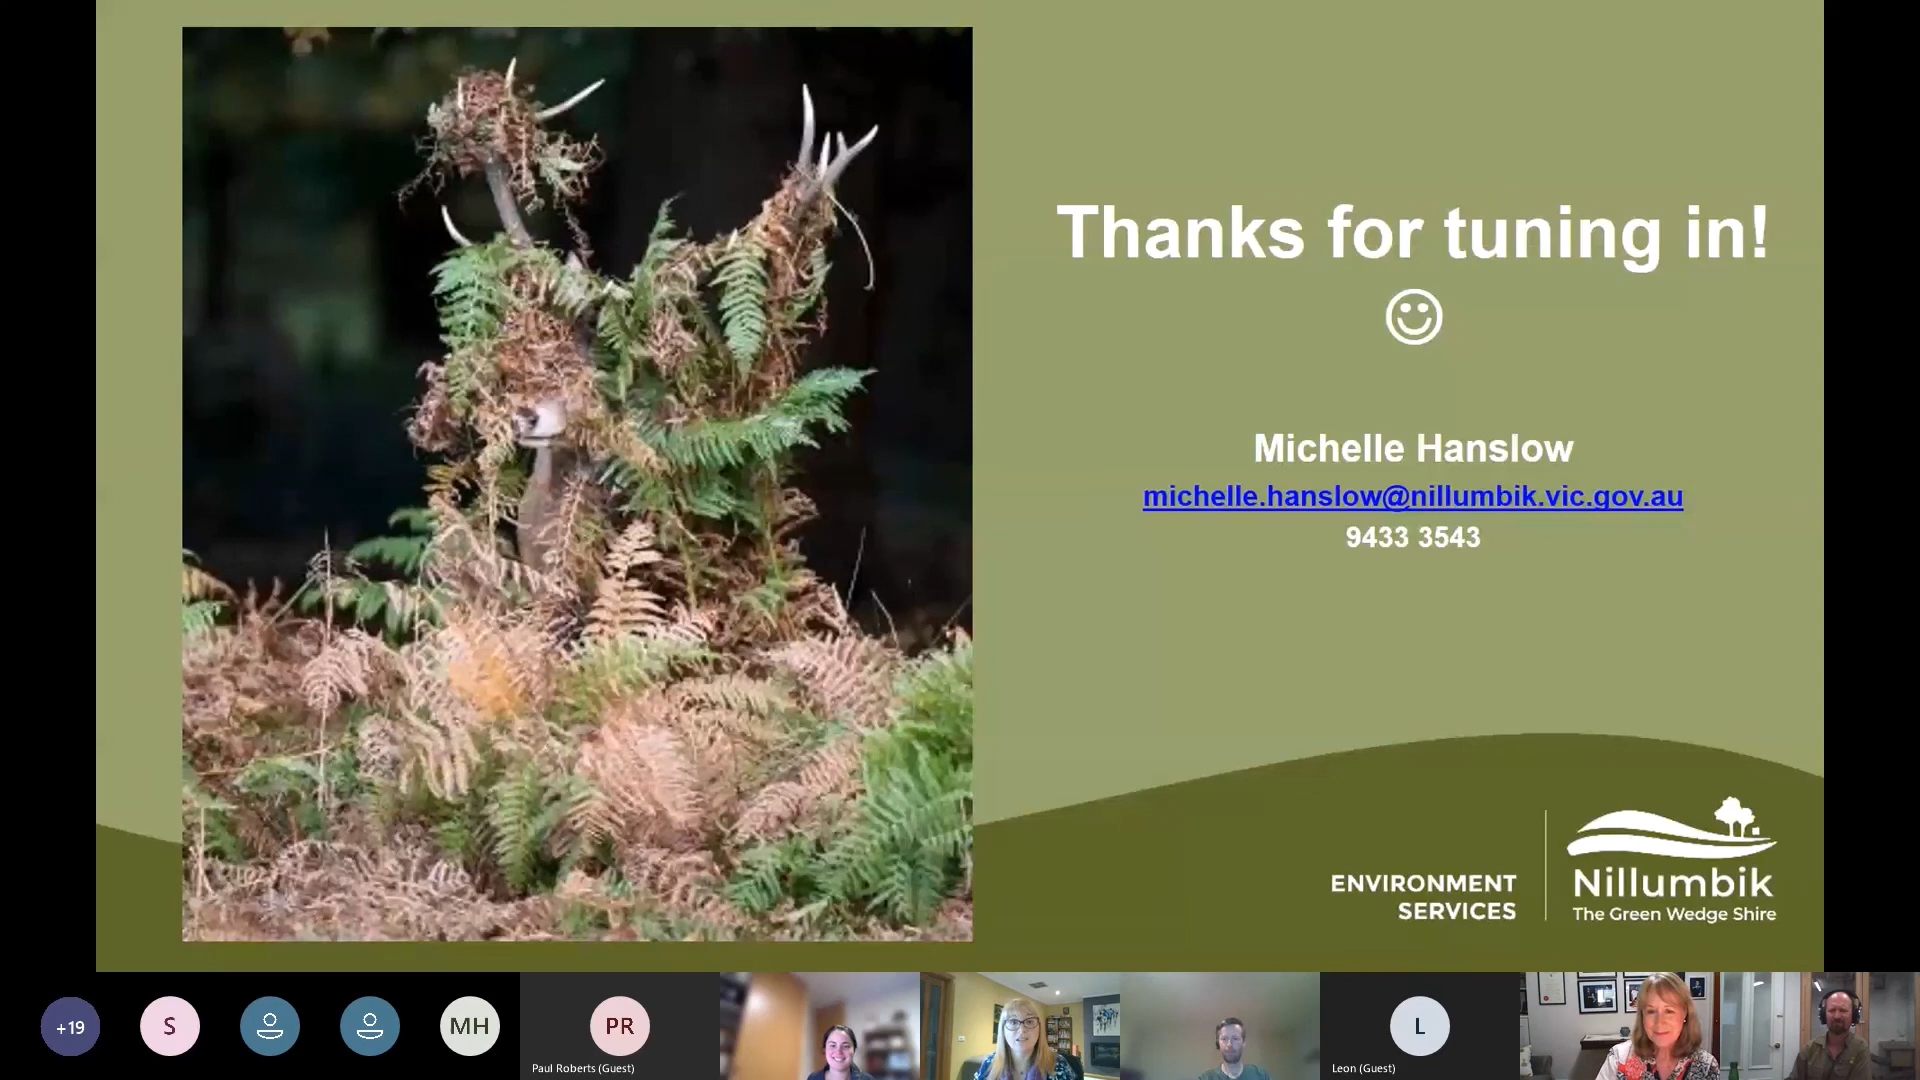 Thanks for tuning in!
Michelle Hanslow
michelle.hanslow@nillumbik.vic.gov.au
9433 3543
ENVIRONMENT
SERVICES
Nillumbik
The Green Wedge Shire
+19
S
MH
PR
Paul Roberts (Guest)
L
Leon (Guest)